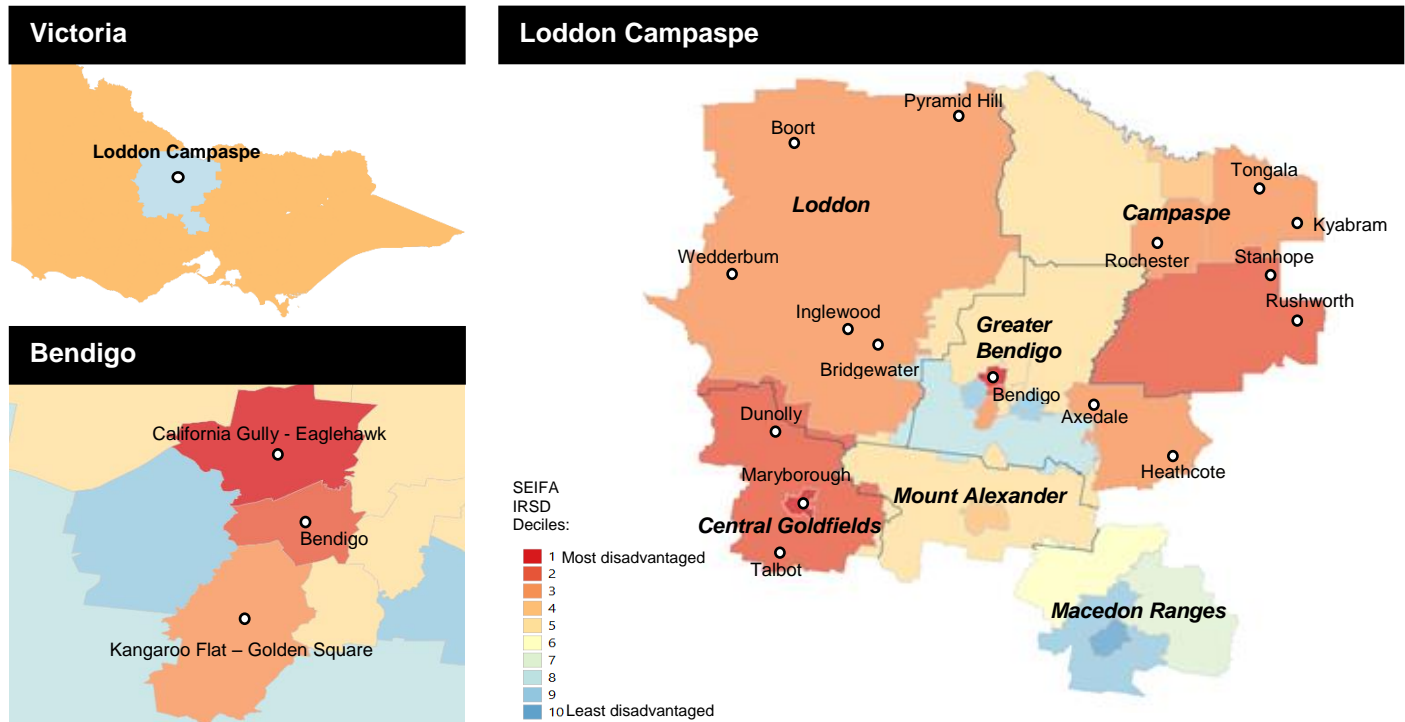 Victoria
Loddon Campaspe
Bendigo
California Gully - Eaglehawk
Bendigo
Kangaroo Flat – Golden Square
Loddon Campaspe
Pyramid Hill
Boort
Tongala
Loddon
Campaspe
Kyabram
Rochester
Wedderbum
Stanhope
Rushworth
Inglewood
Greater
Bendigo
Bridgewater
Bendigo
Axedale
Dunolly
Heathcote
Maryborough
Mount Alexander
Central Goldfields
Talbot
Macedon Ranges
SEIFA
IRSD
Deciles:
1 Most disadvantaged
2
3
4
5
6
7
8
9
10 Least disadvantaged